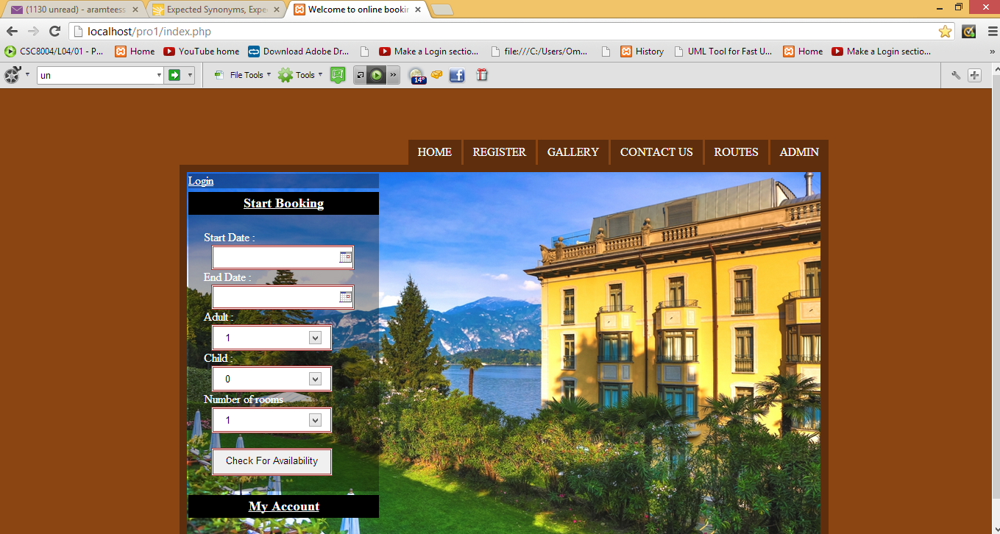 (1130 unread) - aramteess Expected Synonyms, Expe Welcome to online bookin
localhost/pro1/index.php
CSC8004/L04/01 - P... Home YouTube home Download Adobe Dr... Make a Login sectio... file:///C:/Users/Om... History UML Tool for Fast U... Home Make a Login sectio... »
un File Tools Tools » 14°
HOME REGISTER GALLERY CONTACT US ROUTES ADMIN
Login
Start Booking
Start Date :
End Date :
Adult :
1
Child :
0
Number of rooms
1
Check For Availability
My Account